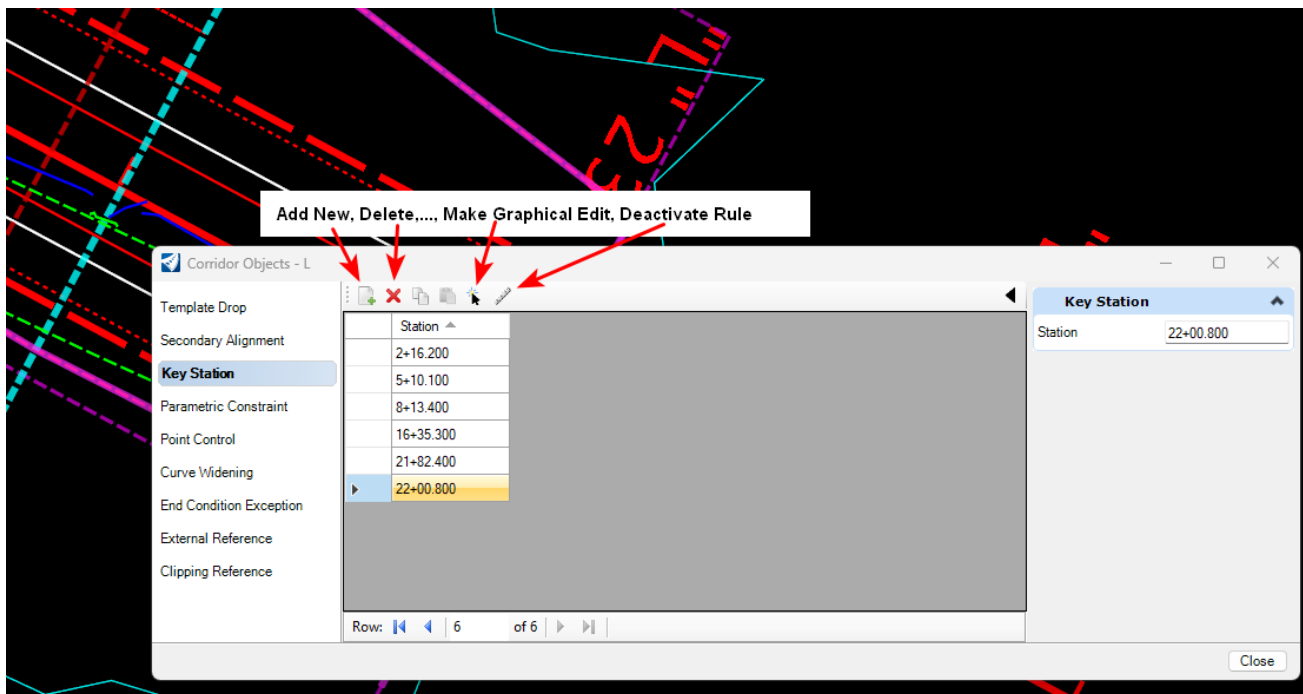 "L"
23
Add New, Delete,..., Make Graphical Edit, Deactivate Rule
Corridor Objects - L
Template Drop
Secondary Alignment
Key Station
Parametric Constraint
Point Control
Curve Widening
End Condition Exception
External Reference
Clipping Reference
Station
2+16.200
5+10.100
8+13.400
16+35.300
21+82.400
22+00.800
Row: 6 of 6
Key Station
Station 22+00.800
Close